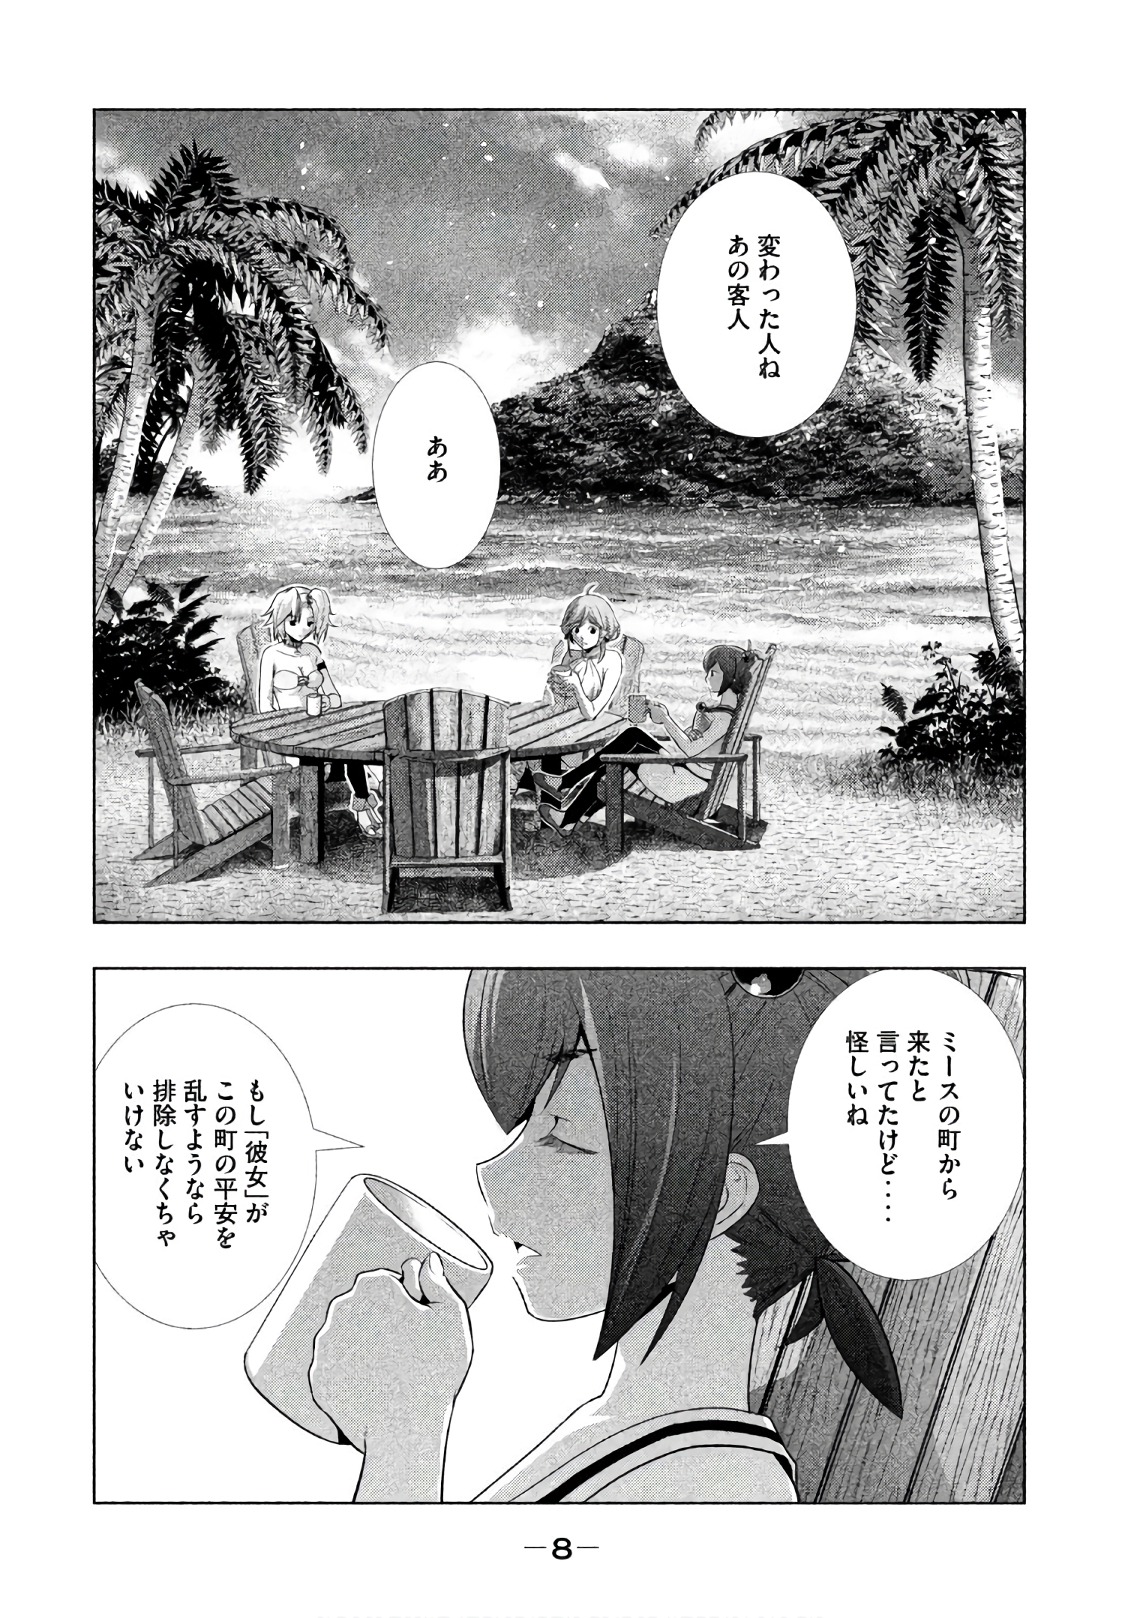 変わった人ね
あの客人
ああ
ミースの町から
来たと
言ってたけど‥‥
怪しいね
もし「彼女」が
この町の平安を
乱すようなら
排除しなくちゃ
いけない
—8—